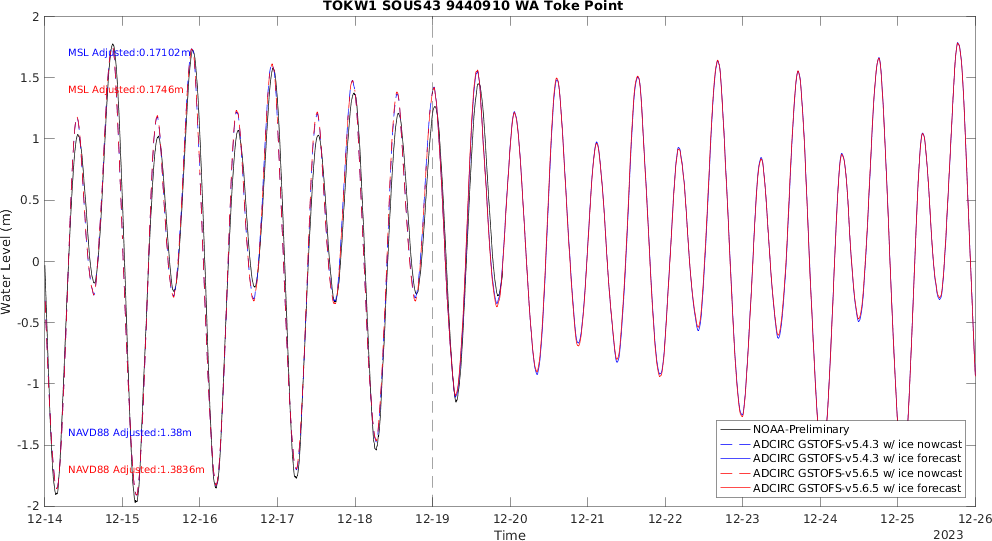 TOKW1 SOUS43 9440910 WA Toke Point
2
1.5
1
0.5
0
-0.5
-1
-1.5
-2
Water Level (m)
MSL Adjusted:0.17102m
MSL Adjusted:0.1746m
NAVD88 Adjusted:1.38m
NAVD88 Adjusted:1.3836m
NOAA-Preliminary
ADCIRC GSTOFS-v5.4.3 w/ ice nowcast
ADCIRC GSTOFS-v5.4.3 w/ ice forecast
ADCIRC GSTOFS-v5.6.5 w/ ice nowcast
ADCIRC GSTOFS-v5.6.5 w/ ice forecast
12-14 12-15 12-16 12-17 12-18 12-19 12-20 12-21 12-22 12-23 12-24 12-25 12-26
Time
2023